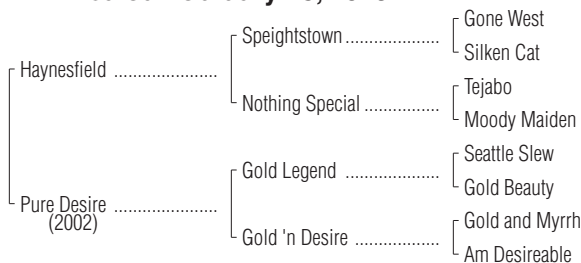 Gone West
Speightstown
Silken Cat
Haynesfield
Tejabo
Nothing Special
Moody Maiden
Seattle Slew
Gold Legend
Gold Beauty
Pure Desire
(2002)
Gold and Myrrh
Gold 'n Desire
Am Desireable